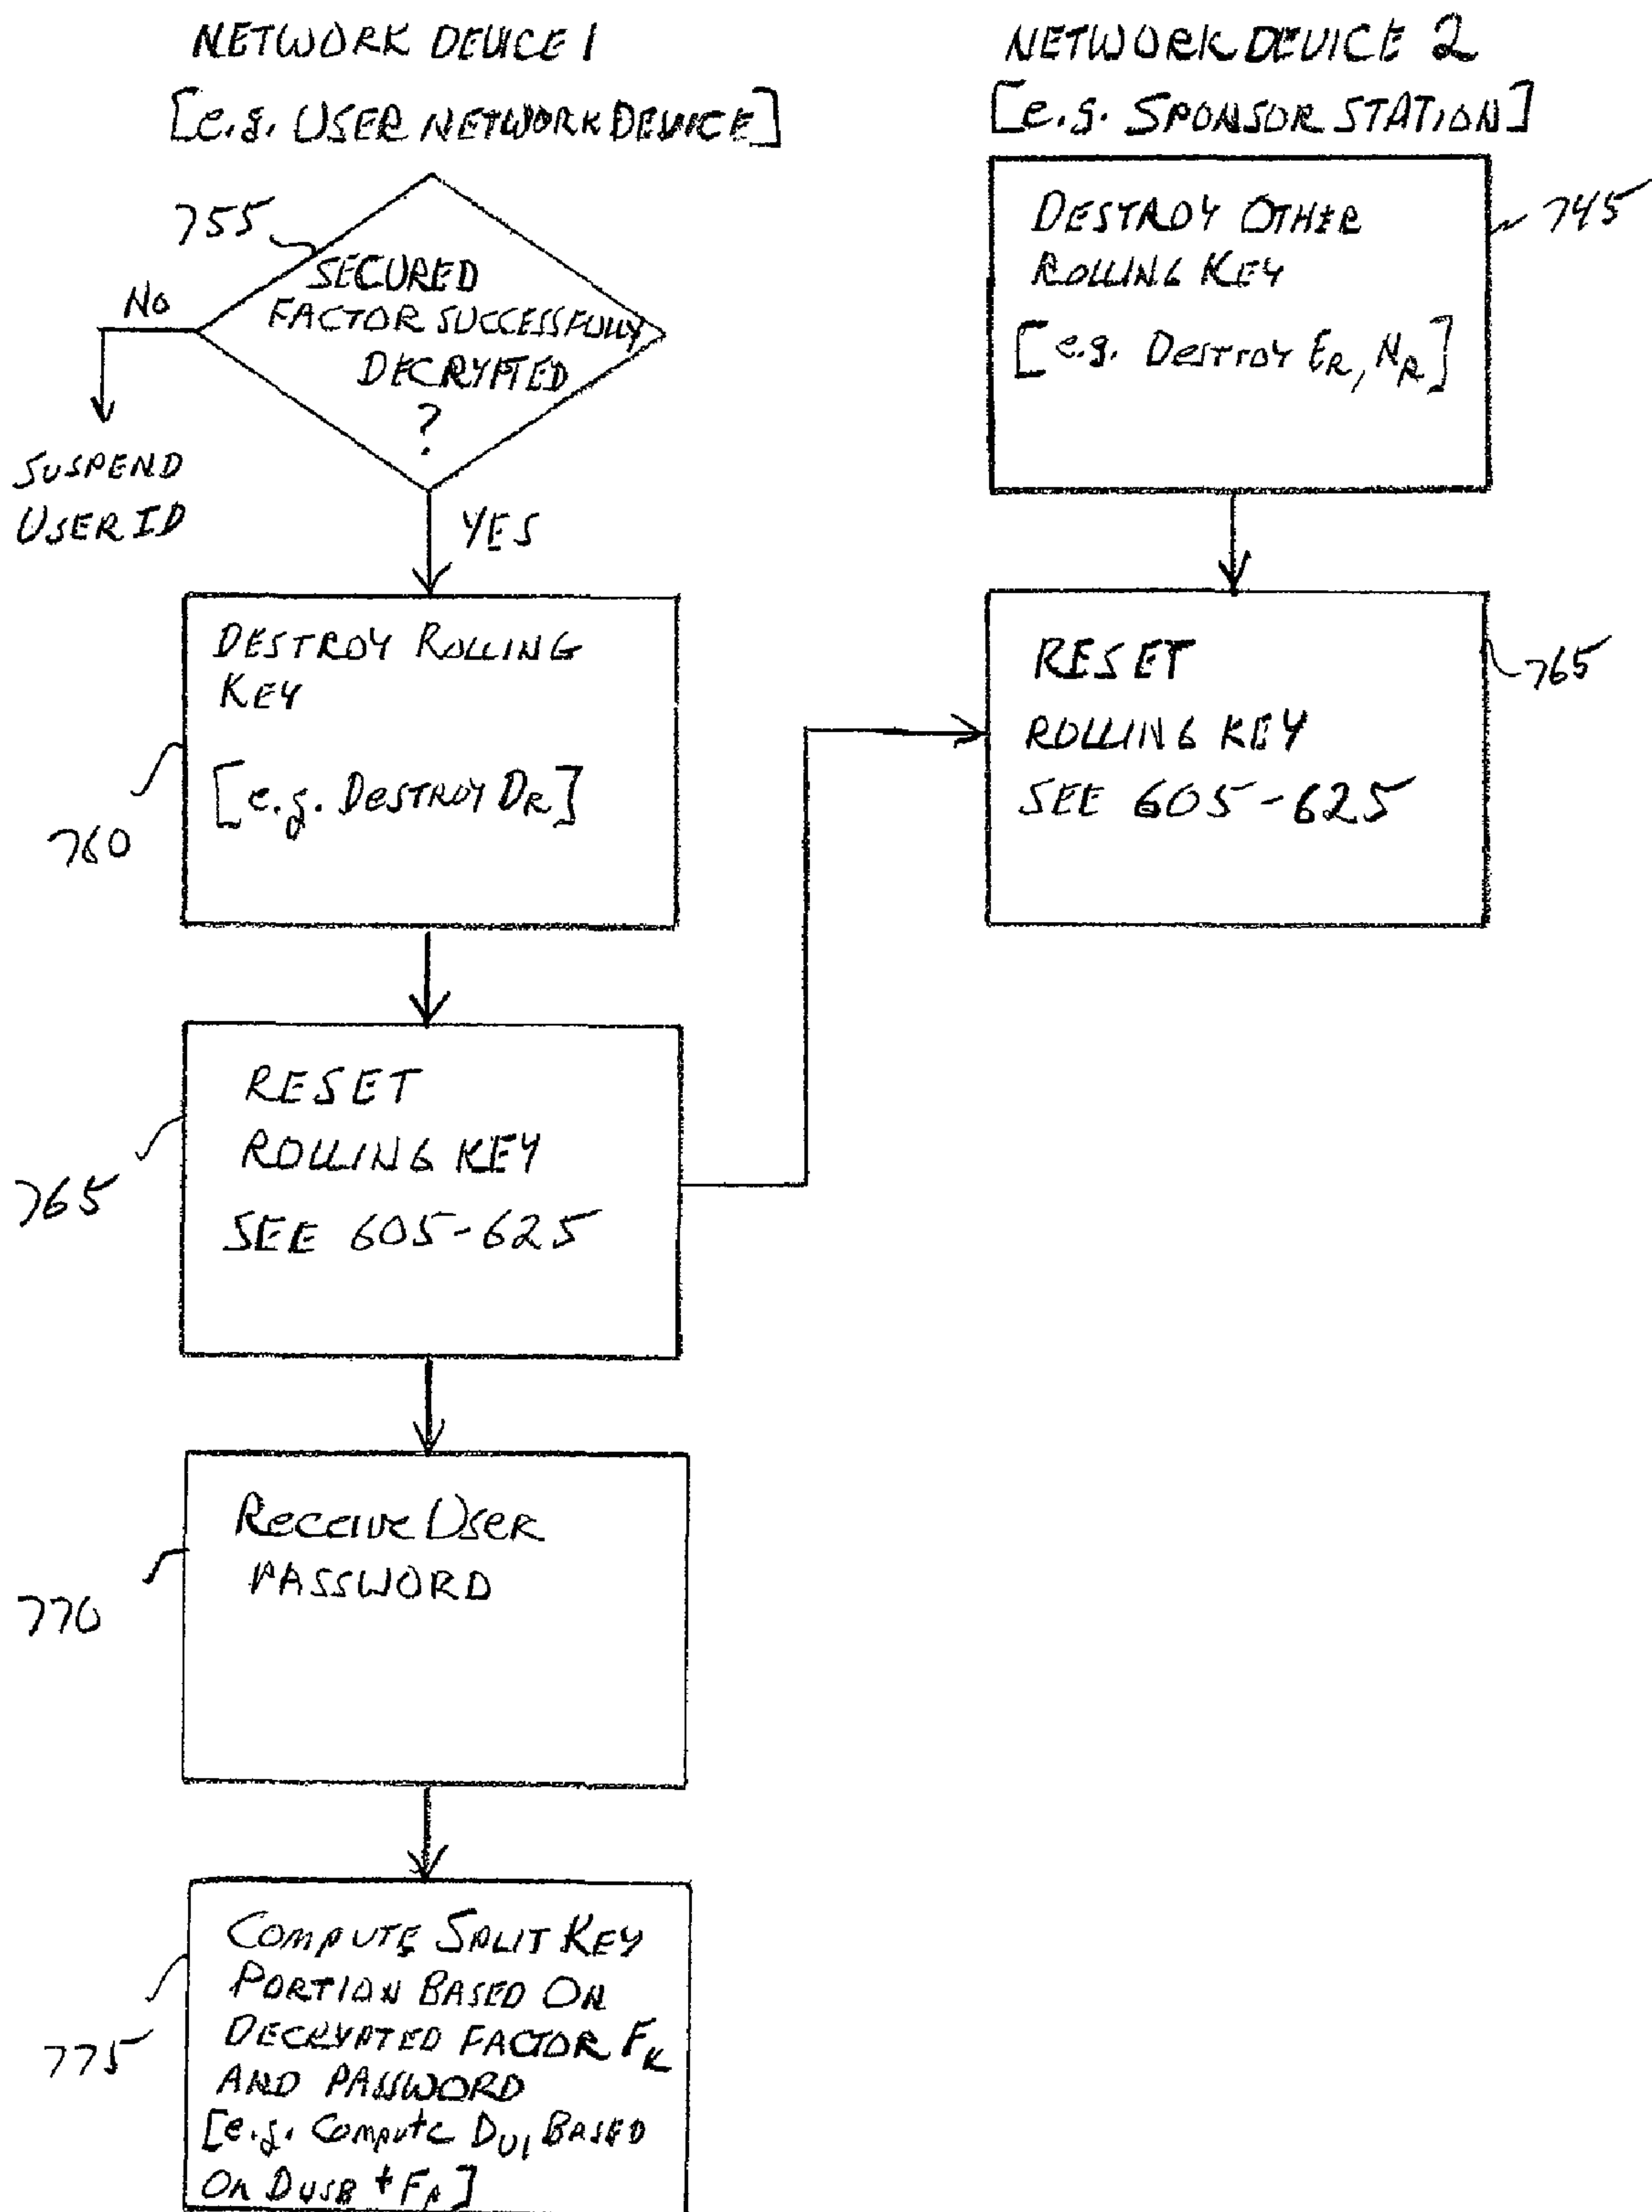 NETWORK DEVICE 1
[e.g. USER NETWORK DEVICE]
755
SECURED
FACTOR SUCCESSFULLY
DECRYPTED
?
NO
SUSPEND
USER ID
YES
DESTROY ROLLING
KEY
[e.g. DESTROY DR]
760
RESET
ROLLING KEY
SEE 605-625
765
RECEIVE USER
PASSWORD
770
COMPUTE SPLIT KEY
PORTION BASED ON
DECRYPTED FACTOR FK
AND PASSWORD
[e.g. COMPUTE DU1 BASED
ON DUSB + FP]
775
NETWORK DEVICE 2
[e.g. SPONSOR STATION]
DESTROY OTHER
ROLLING KEY
[e.g. DESTROY ER, NR]
745
RESET
ROLLING KEY
SEE 605-625
765